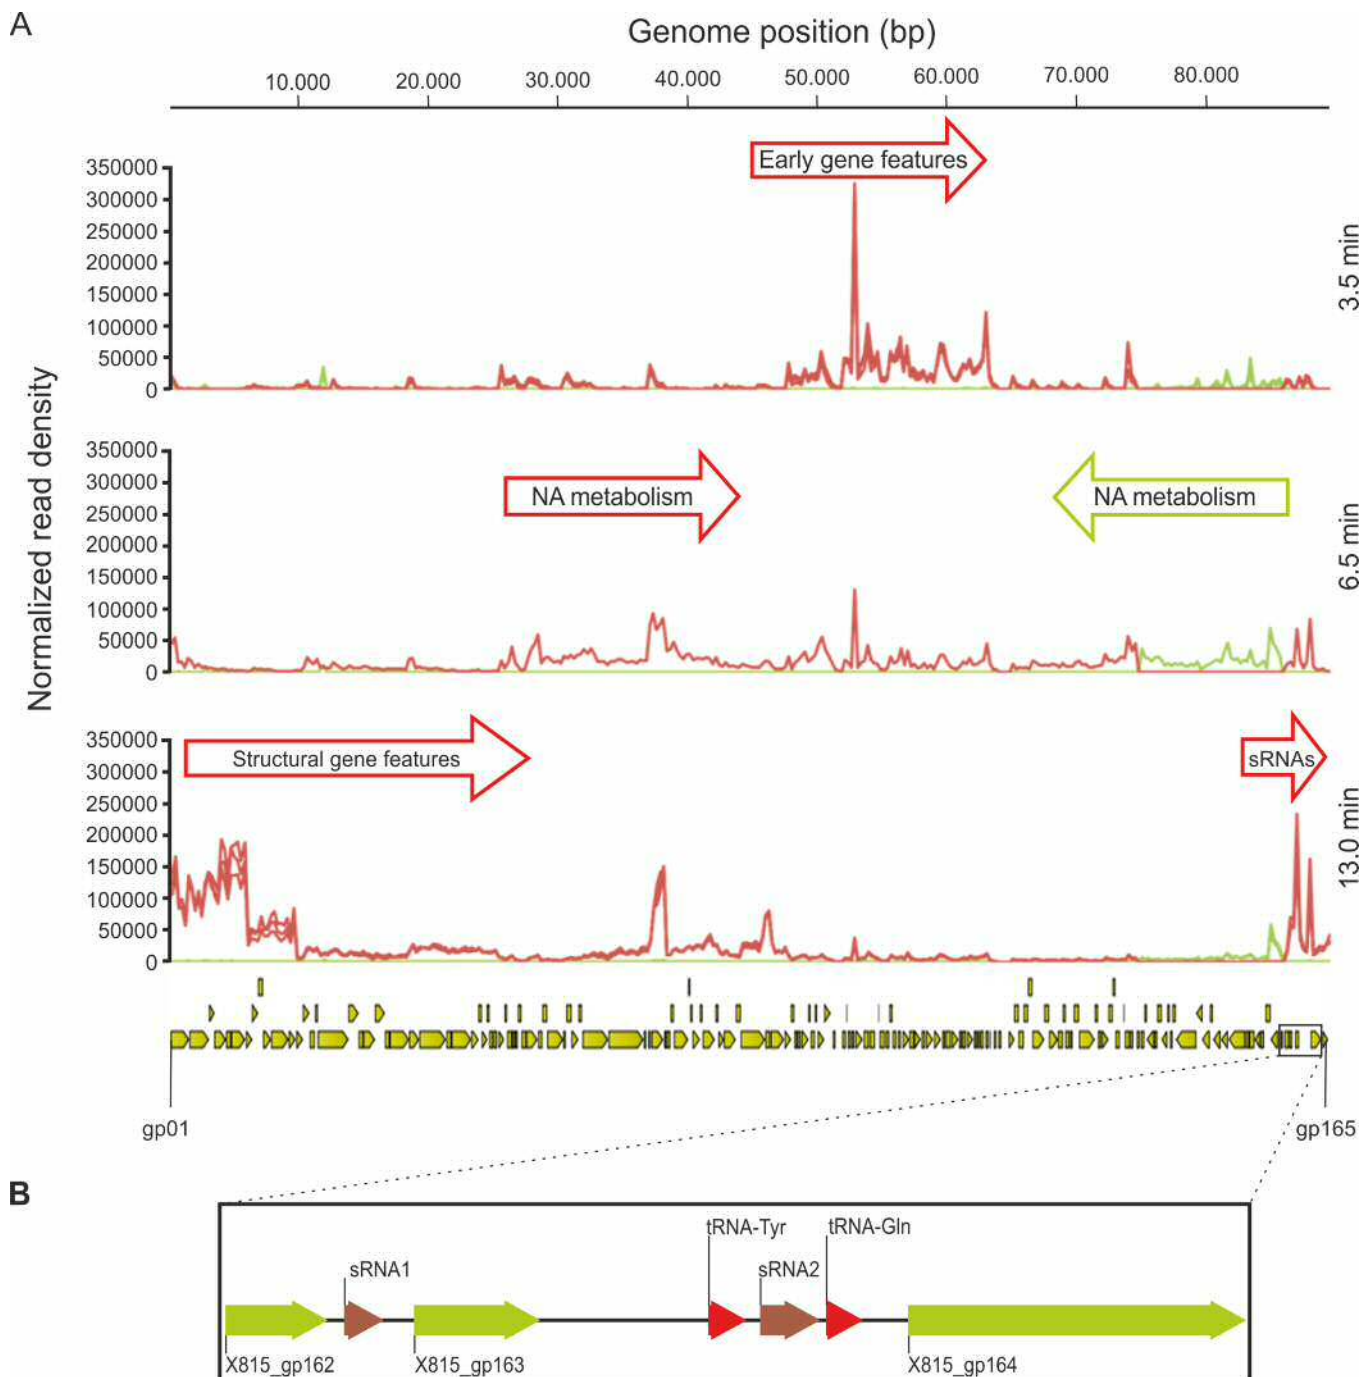 A
Genome position (bp)
10.000 20.000 30.000 40.000 50.000 60.000 70.000 80.000
Normalized read density
Early gene features
350000
300000
250000
200000
150000
100000
50000
0
3.5 min
NA metabolism
NA metabolism
350000
300000
250000
200000
150000
100000
50000
0
6.5 min
Structural gene features
sRNAs
350000
300000
250000
200000
150000
100000
50000
0
13.0 min
gp01
gp165
B
tRNA-Tyr
tRNA-Gln
sRNA1
sRNA2
X815_gp162
X815_gp163
X815_gp164